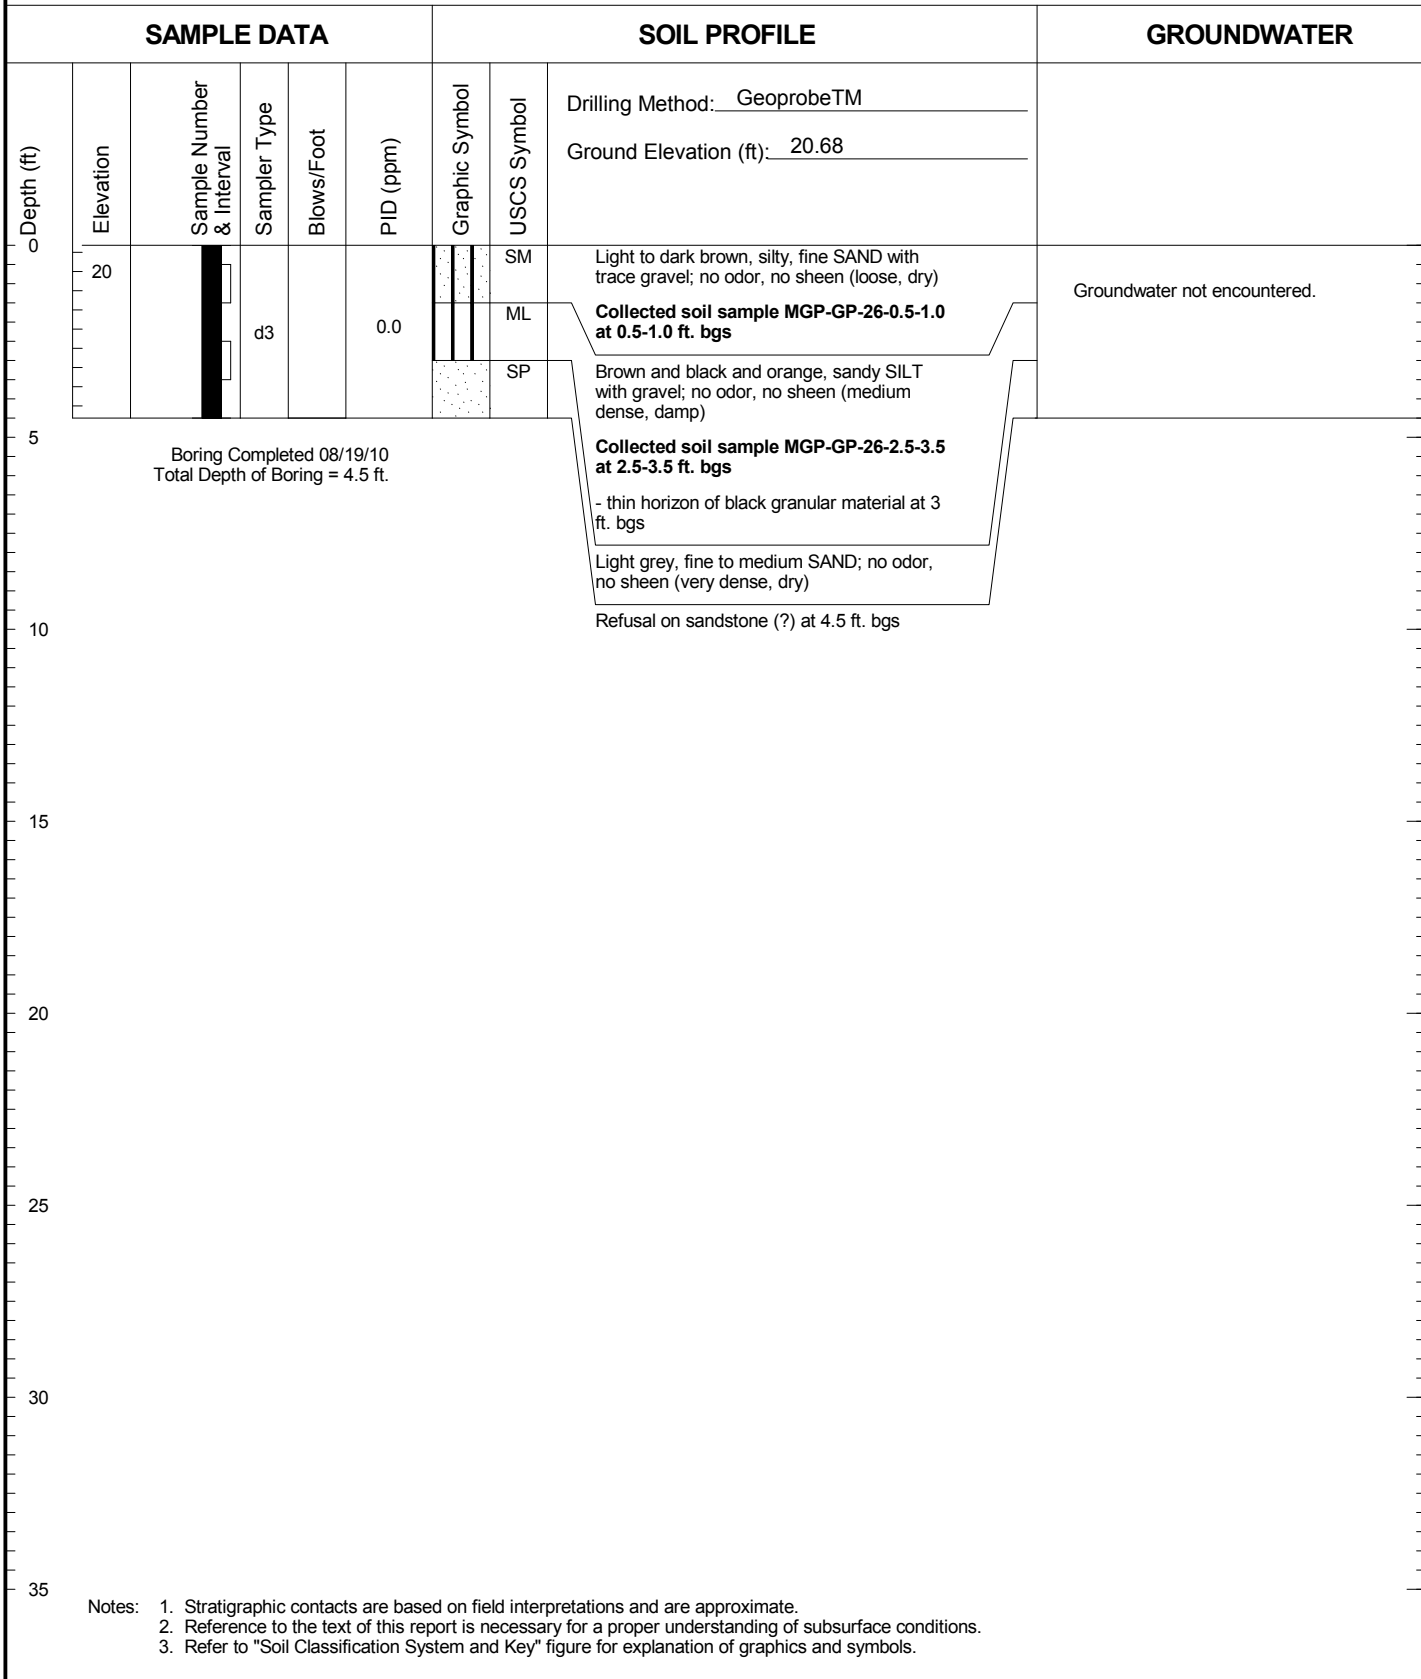 SAMPLE DATA
SOIL PROFILE
GROUNDWATER
Depth (ft)
Elevation
Sample Number
& Interval
Sampler Type
Blows/Foot
PID (ppm)
Graphic Symbol
USCS Symbol
Drilling Method: GeoprobeTM
Ground Elevation (ft): 20.68
0
20
d3
0.0
SM
ML
SP
Light to dark brown, silty, fine SAND with
trace gravel; no odor, no sheen (loose, dry)
Collected soil sample MGP-GP-26-0.5-1.0
at 0.5-1.0 ft. bgs
Brown and black and orange, sandy SILT
with gravel; no odor, no sheen (medium
dense, damp)
Collected soil sample MGP-GP-26-2.5-3.5
at 2.5-3.5 ft. bgs
- thin horizon of black granular material at 3
ft. bgs
Light grey, fine to medium SAND; no odor,
no sheen (very dense, dry)
Refusal on sandstone (?) at 4.5 ft. bgs
Groundwater not encountered.
Boring Completed 08/19/10
Total Depth of Boring = 4.5 ft.
5
10
15
20
25
30
35
Notes: 1. Stratigraphic contacts are based on field interpretations and are approximate.
2. Reference to the text of this report is necessary for a proper understanding of subsurface conditions.
3. Refer to "Soil Classification System and Key" figure for explanation of graphics and symbols.